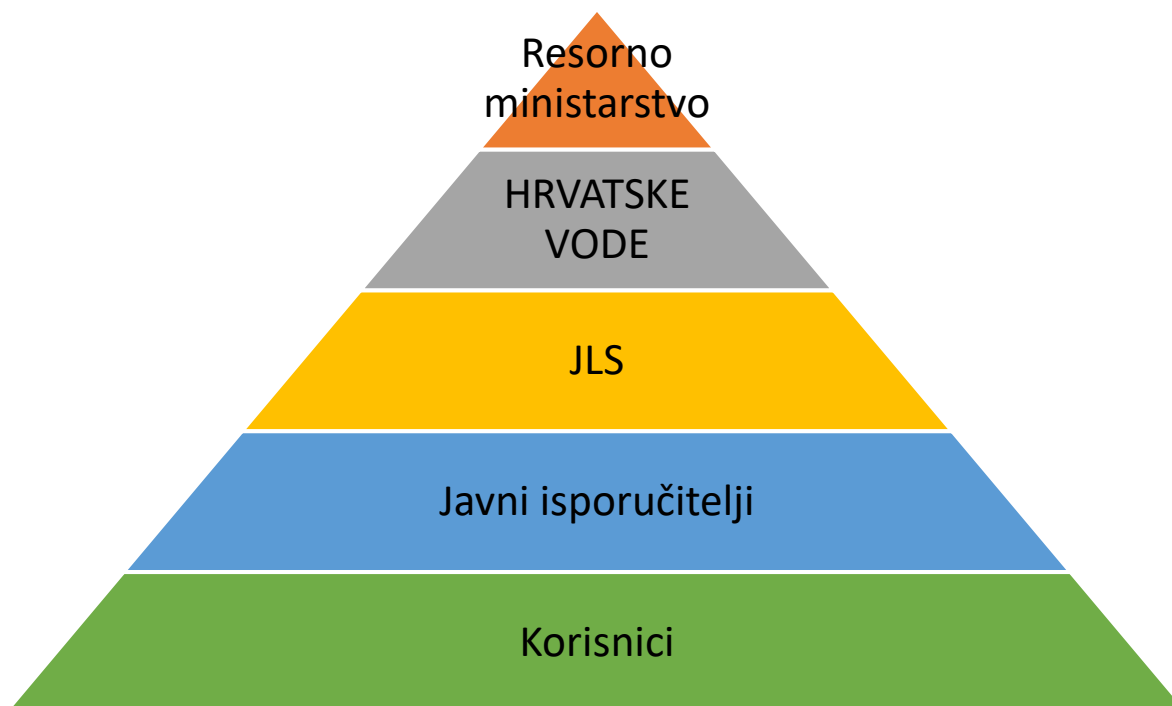 Resorno
ministarstvo
HRVATSKE
VODE
JLS
Javni isporučitelji
Korisnici